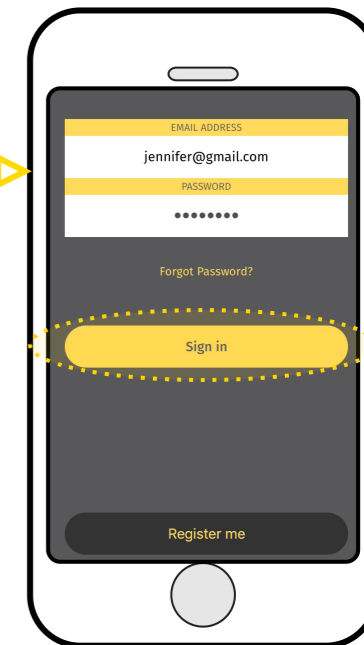 EMAIL ADDRESS
jennifer@gmail.com
PASSWORD
••••••••
Forgot Password?
Sign in
Register me